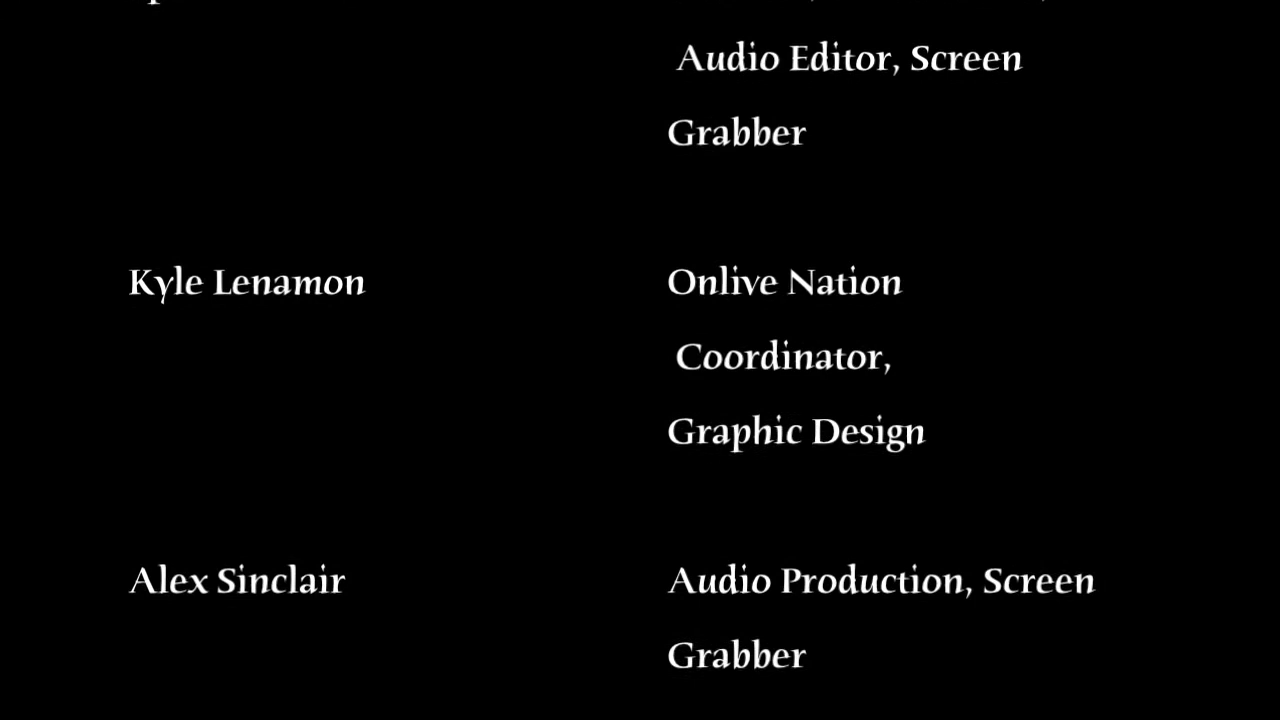 Audio Editor, Screen
Grabber
Kyle Lenamon Onlive Nation
Coordinator,
Graphic Design
Alex Sinclair Audio Production, Screen
Grabber